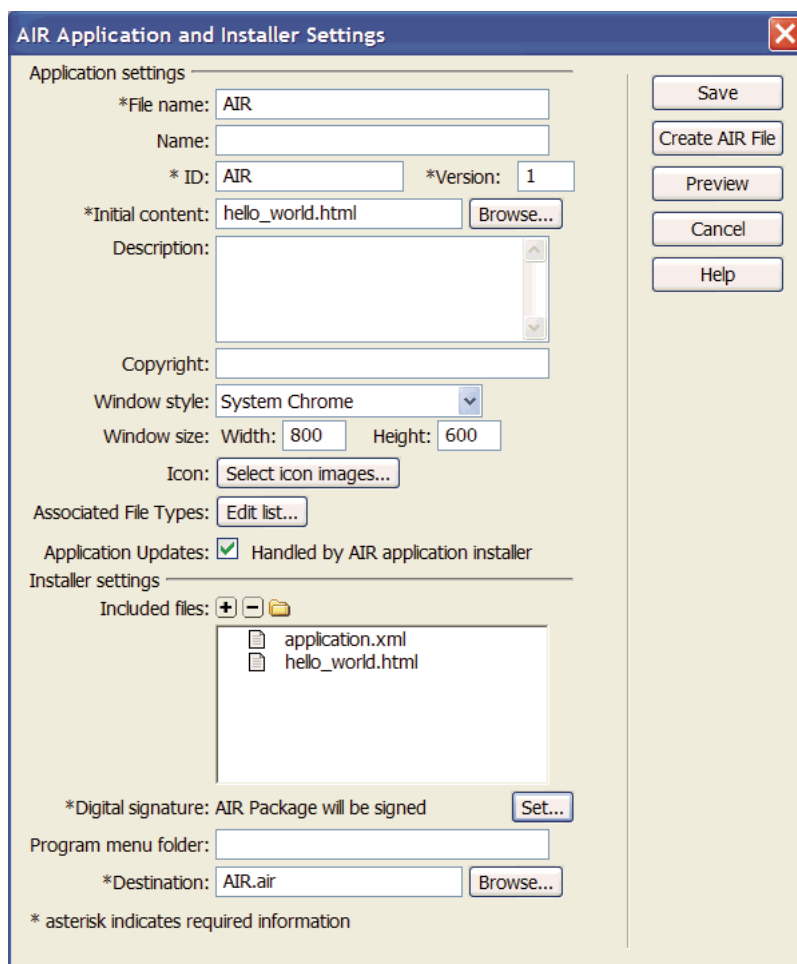 AIR Application and Installer Settings
Application settings
*File name: AIR
Name:
* ID: AIR *Version: 1
*Initial content: hello_world.html Browse...
Description:
Copyright:
Window style: System Chrome
Window size: Width: 800 Height: 600
Icon: Select icon images...
Associated File Types: Edit list...
Application Updates: Handled by AIR application installer
Installer settings
Included files:
application.xml
hello_world.html
*Digital signature: AIR Package will be signed Set...
Program menu folder:
*Destination: AIR.air Browse...
* asterisk indicates required information
Save
Create AIR File
Preview
Cancel
Help